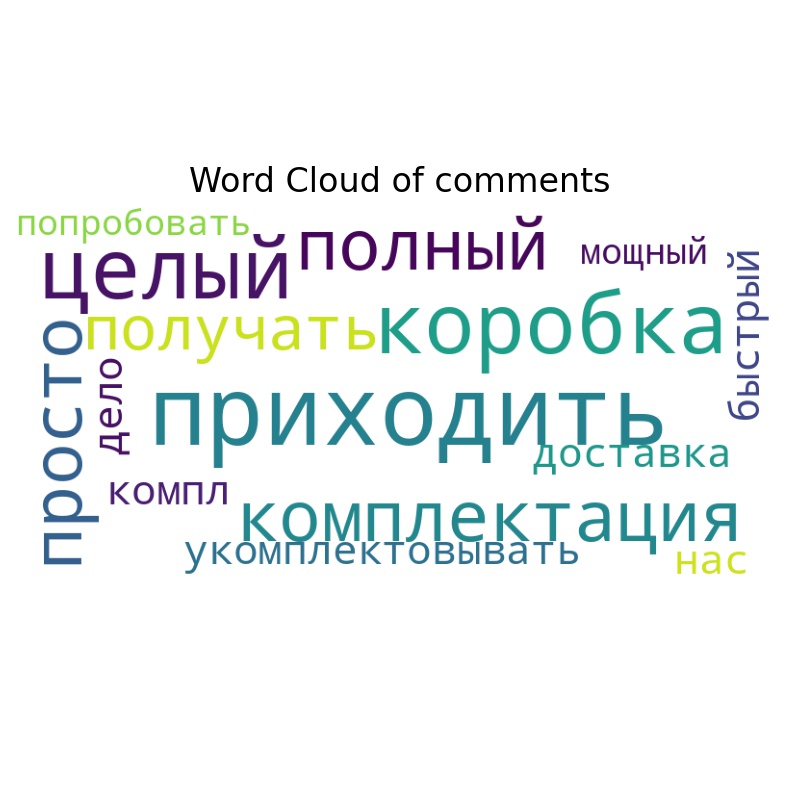 Word Cloud of comments
попробовать
целый
полный
мощный
быстрый
получать
коробка
просто
дело
приходить
доставка
компл
комплектация
укомплектовывать
нас